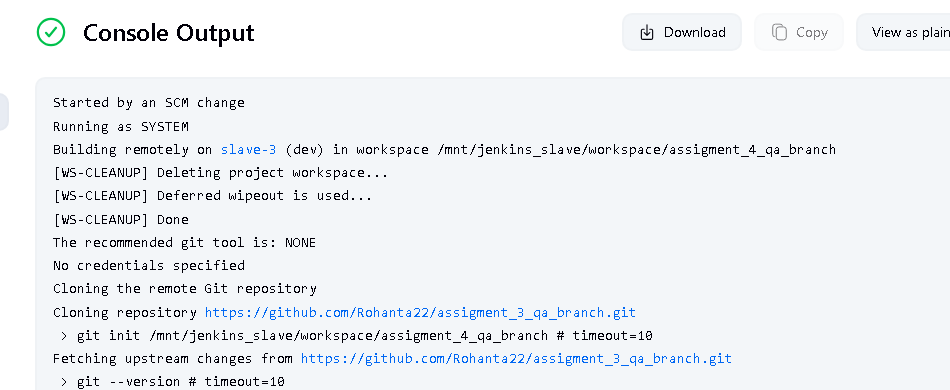 Console Output
Download
Copy
View as plain
Started by an SCM change
Running as SYSTEM
Building remotely on slave-3 (dev) in workspace /mnt/jenkins_slave/workspace/assigment_4_qa_branch
[WS-CLEANUP] Deleting project workspace...
[WS-CLEANUP] Deferred wipeout is used...
[WS-CLEANUP] Done
The recommended git tool is: NONE
No credentials specified
Cloning the remote Git repository
Cloning repository https://github.com/Rohanta22/assigment_3_qa_branch.git
 > git init /mnt/jenkins_slave/workspace/assigment_4_qa_branch # timeout=10
Fetching upstream changes from https://github.com/Rohanta22/assigment_3_qa_branch.git
 > git --version # timeout=10